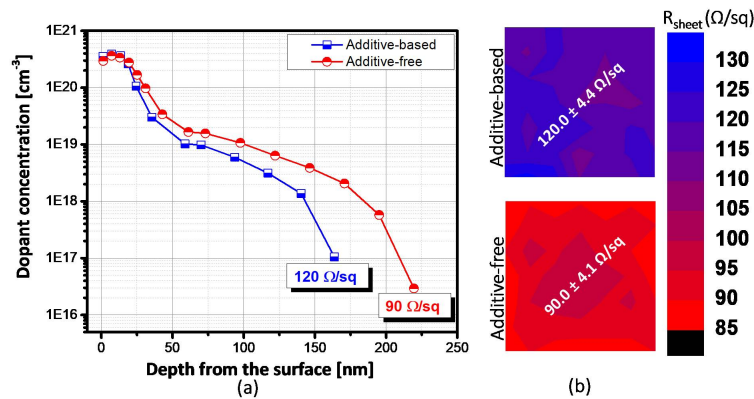 Dopant concentration [cm-3]
1E21
1E20
1E19
1E18
1E17
1E16
Additive-based
Additive-free
120 Ω/sq
90 Ω/sq
0
50
100
150
200
250
Depth from the surface [nm]
(a)
Additive-based
120.0 ± 4.4 Ω/sq
Additive-free
90.0 ± 4.1 Ω/sq
(b)
Rsheet(Ω/sq)
130
125
120
115
110
105
100
95
90
85